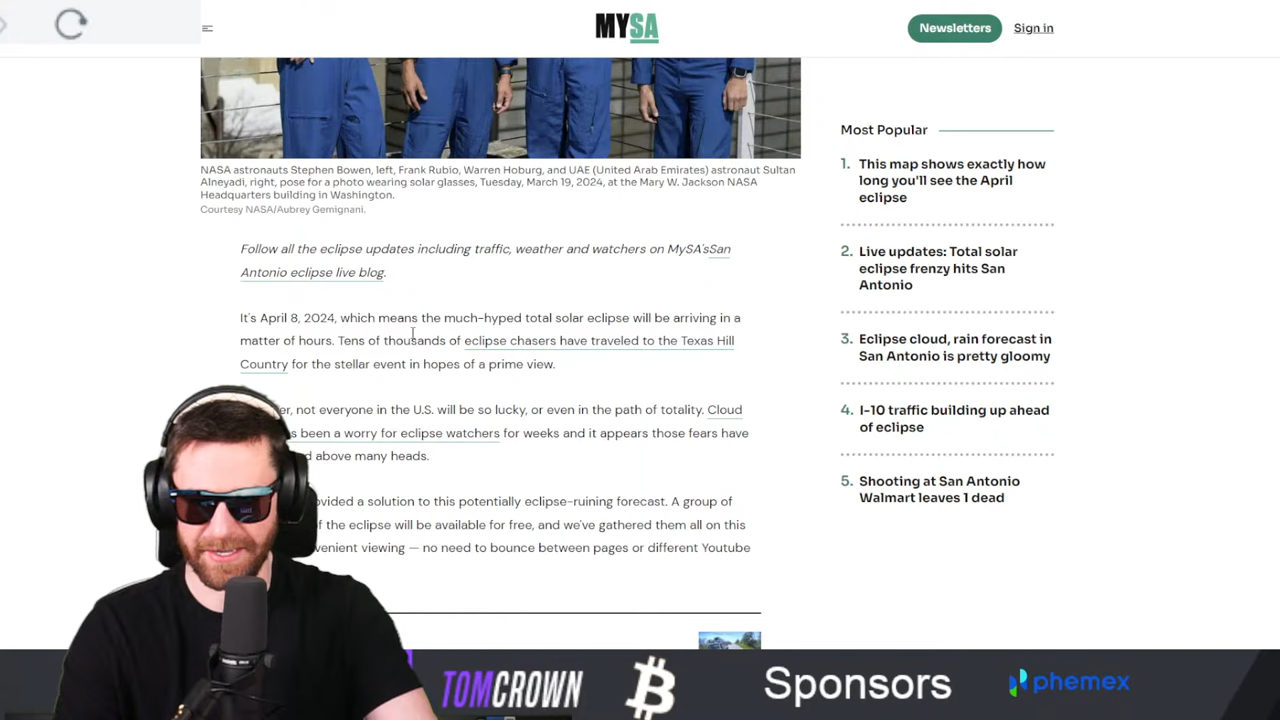 MYSA
Newsletters
Sign in
NASA astronauts Stephen Bowen, left, Frank Rubio, Warren Hoburg, and UAE (United Arab Emirates) astronaut Sultan
Alneyadi, right, pose for a photo wearing solar glasses, Tuesday, March 19, 2024, at the Mary W. Jackson NASA
Headquarters building in Washington.
Courtesy NASA/Aubrey Gemignani.
Follow all the eclipse updates including traffic, weather and watchers on MySA'sSan
Antonio eclipse live blog.
It's April 8, 2024, which means the much-hyped total solar eclipse will be arriving in a
matter of hours. Tens of thousands of eclipse chasers have traveled to the Texas Hill
Country for the stellar event in hopes of a prime view.
not everyone in the U.S. will be so lucky, or even in the path of totality. Cloud
been a worry for eclipse watchers for weeks and it appears those fears have
above many heads.
a solution to this potentially eclipse-ruining forecast. A group of
of the eclipse will be available for free, and we've gathered them all on this
viewing — no need to bounce between pages or different Youtube
Most Popular
1. This map shows exactly how
long you'll see the April
eclipse
2. Live updates: Total solar
eclipse frenzy hits San
Antonio
3. Eclipse cloud, rain forecast in
San Antonio is pretty gloomy
4. I-10 traffic building up ahead
of eclipse
5. Shooting at San Antonio
Walmart leaves 1 dead
TOMCROWN
Sponsors
phemex